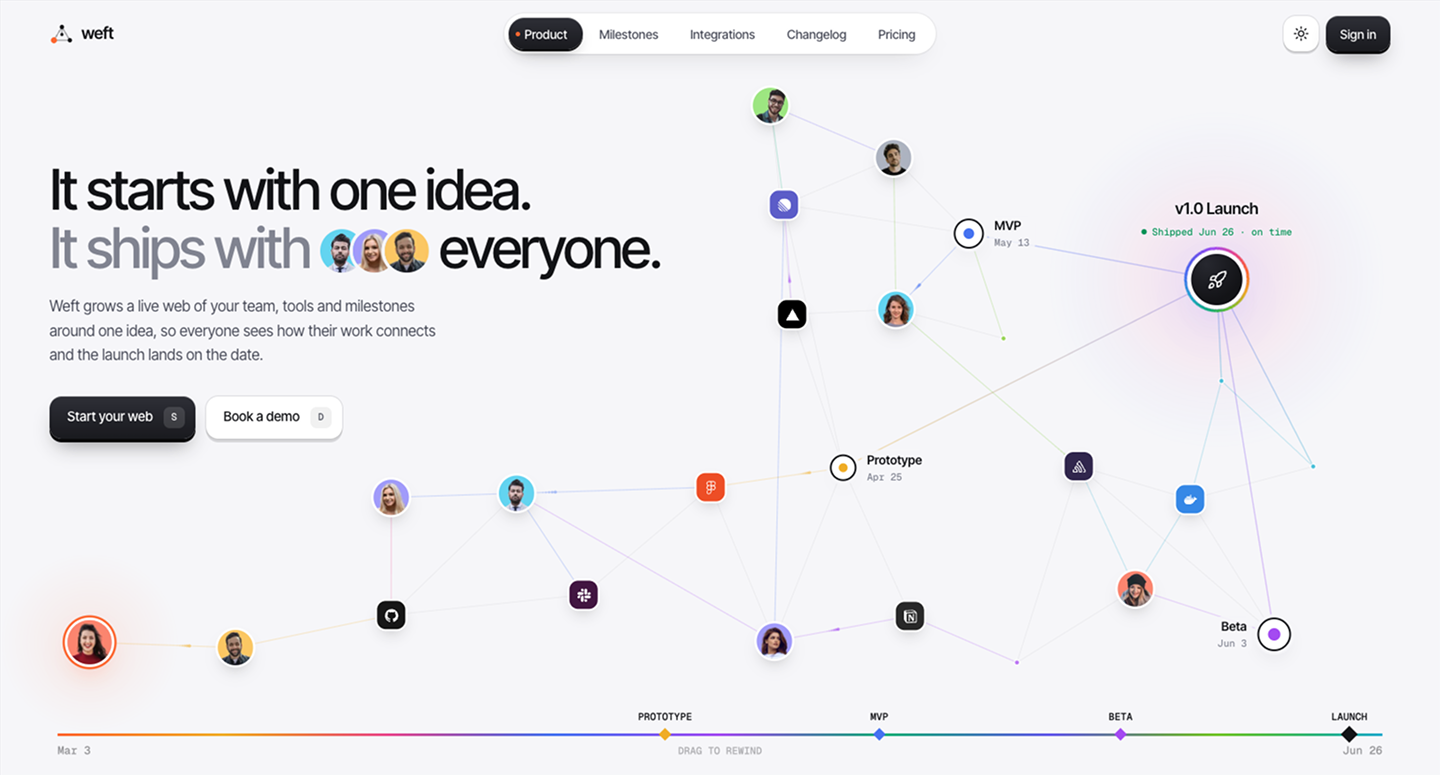 weft
Product
Milestones
Integrations
Changelog
Pricing
Sign in
It starts with one idea.
It ships with everyone.
Weft grows a live web of your team, tools and milestones
around one idea, so everyone sees how their work connects
and the launch lands on the date.
Start your web S
Book a demo D
MVP
May 13
v1.0 Launch
Shipped Jun 26 · on time
Prototype
Apr 25
Beta
Jun 3
PROTOTYPE
MVP
BETA
LAUNCH
Mar 3
DRAG TO REWIND
Jun 26